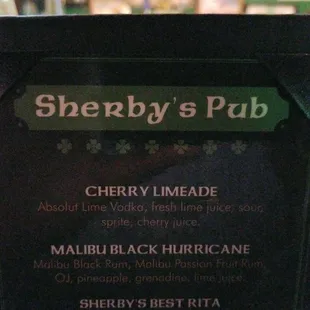 Sherby's Pub
CHERRY LIMEADE
Absolut Lime Vodka, fresh lime juice, sour,
sprite, cherry juice.
MALIBU BLACK HURRICANE
Malibu Black Rum, Malibu Passion Fruit Rum,
OJ, pineapple, grenadine, lime juice
SHERBY'S BEST RITA